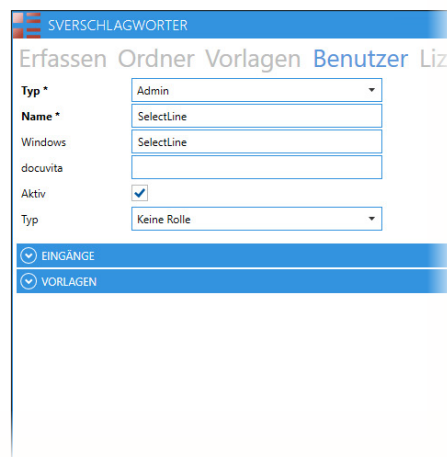 SVERSCHLAGWORTER
Erfassen Ordner Vorlagen Benutzer Liz
Typ * Admin
Name * SelectLine
Windows SelectLine
docuvita
Aktiv
Typ Keine Rolle
EINGÄNGE
VORLAGEN